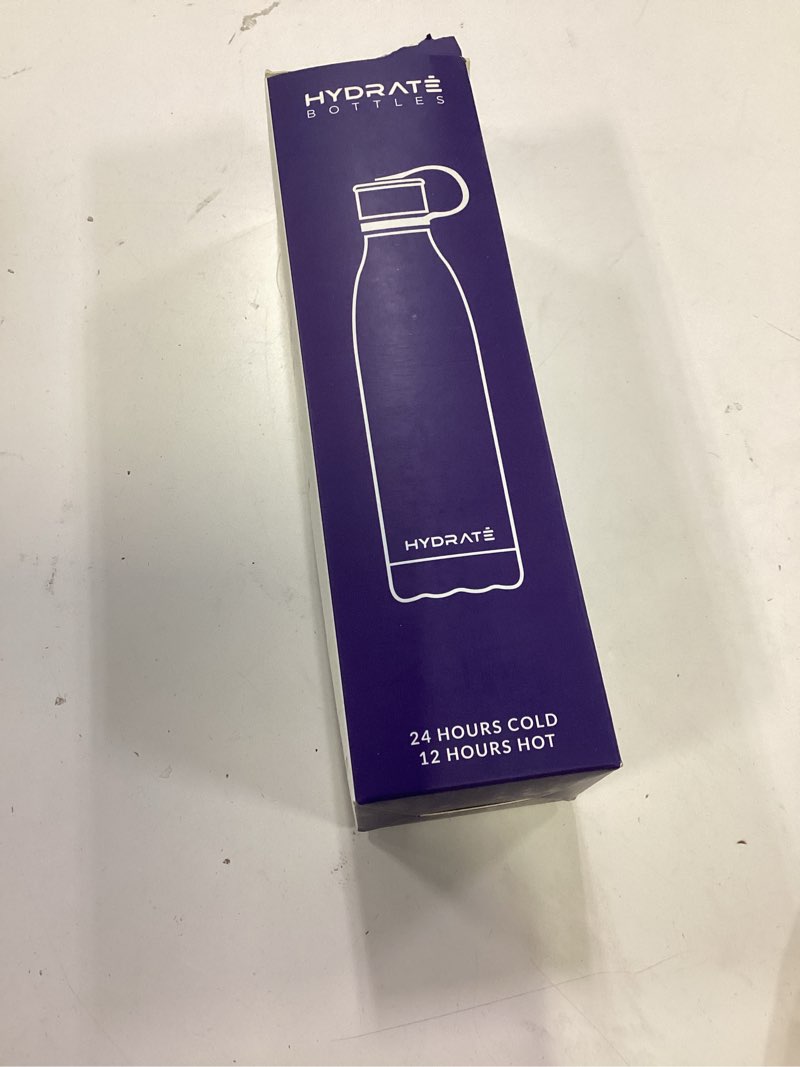 HYDRATĖ
BOTTLES
HYDRATĖ
24 HOURS COLD
12 HOURS HOT